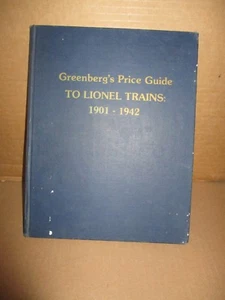 Greenberg's Price Guide
TO LIONEL TRAINS:
1901 - 1942